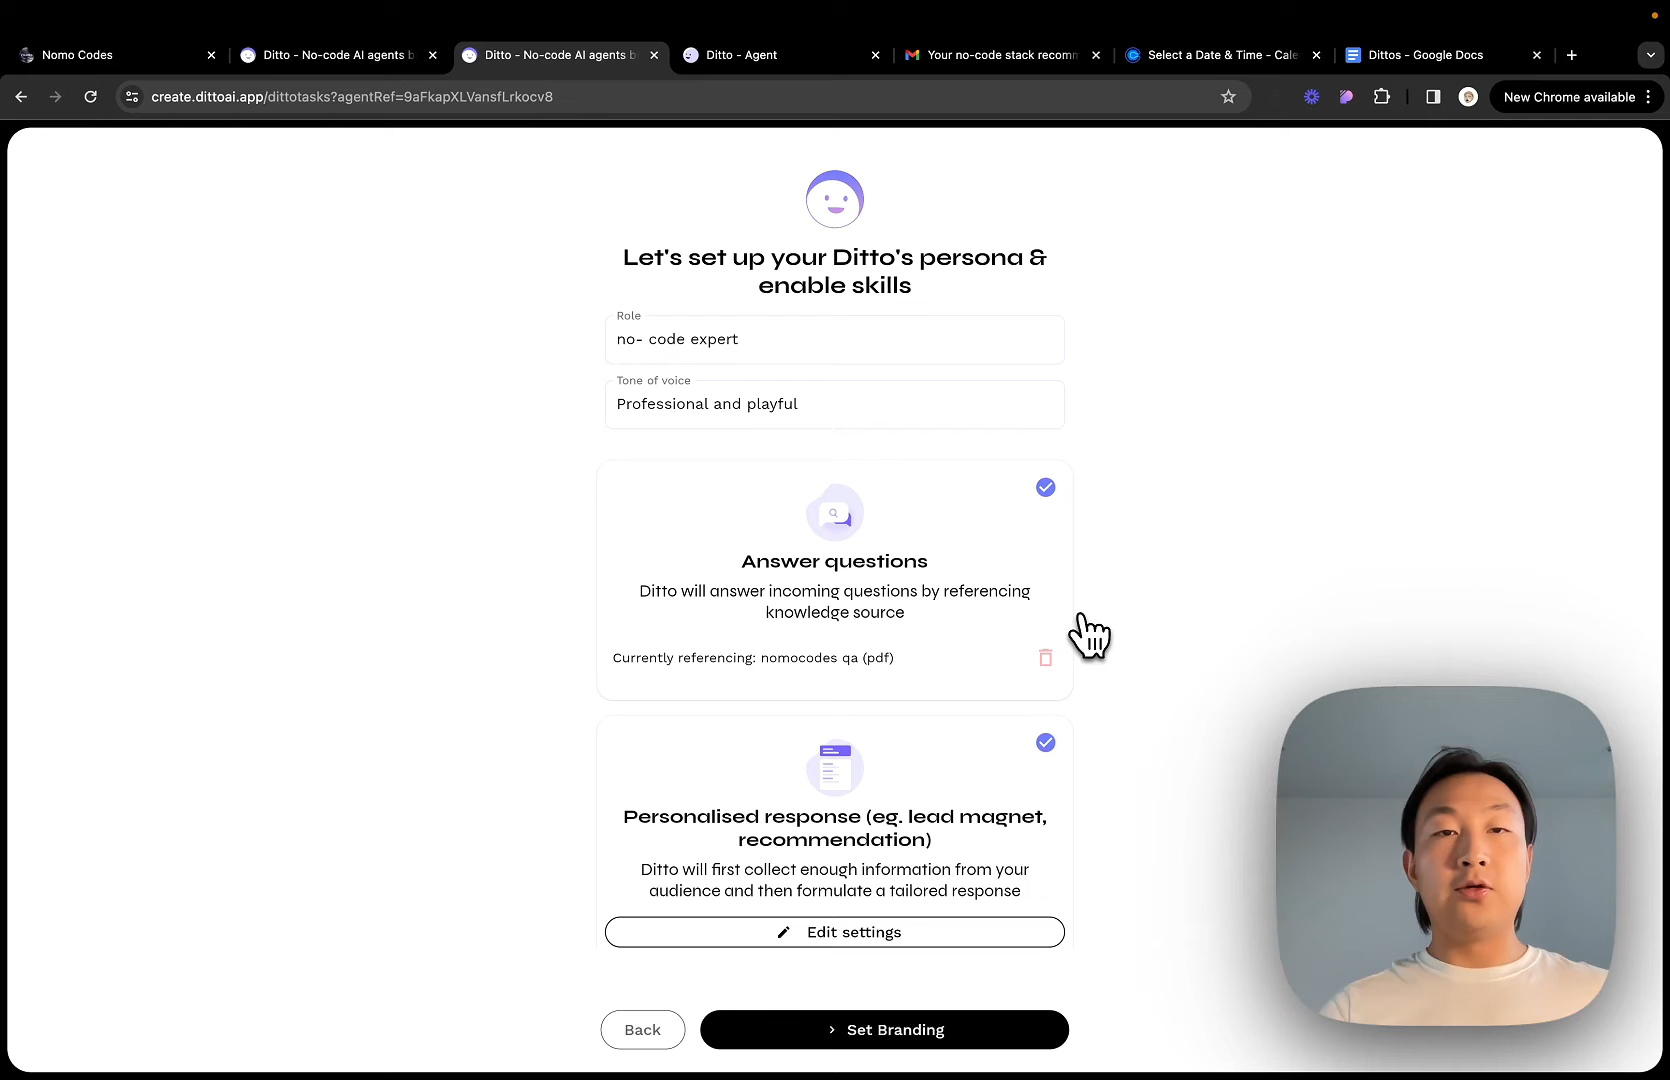 Nomo Codes
Ditto - No-code AI agents b
Ditto - No-code AI agents b
Ditto - Agent
Your no-code stack recomm
Select a Date & Time - Cale
Dittos - Google Docs
create.dittoai.app/dittotasks?agentRef=9aFkapXLVansfLrkocv8
New Chrome available
Let's set up your Ditto's persona &
enable skills
Role
no- code expert
Tone of voice
Professional and playful
Answer questions
Ditto will answer incoming questions by referencing
knowledge source
Currently referencing: nomocodes qa (pdf)
Personalised response (eg. lead magnet,
recommendation)
Ditto will first collect enough information from your
audience and then formulate a tailored response
Edit settings
Back
Set Branding